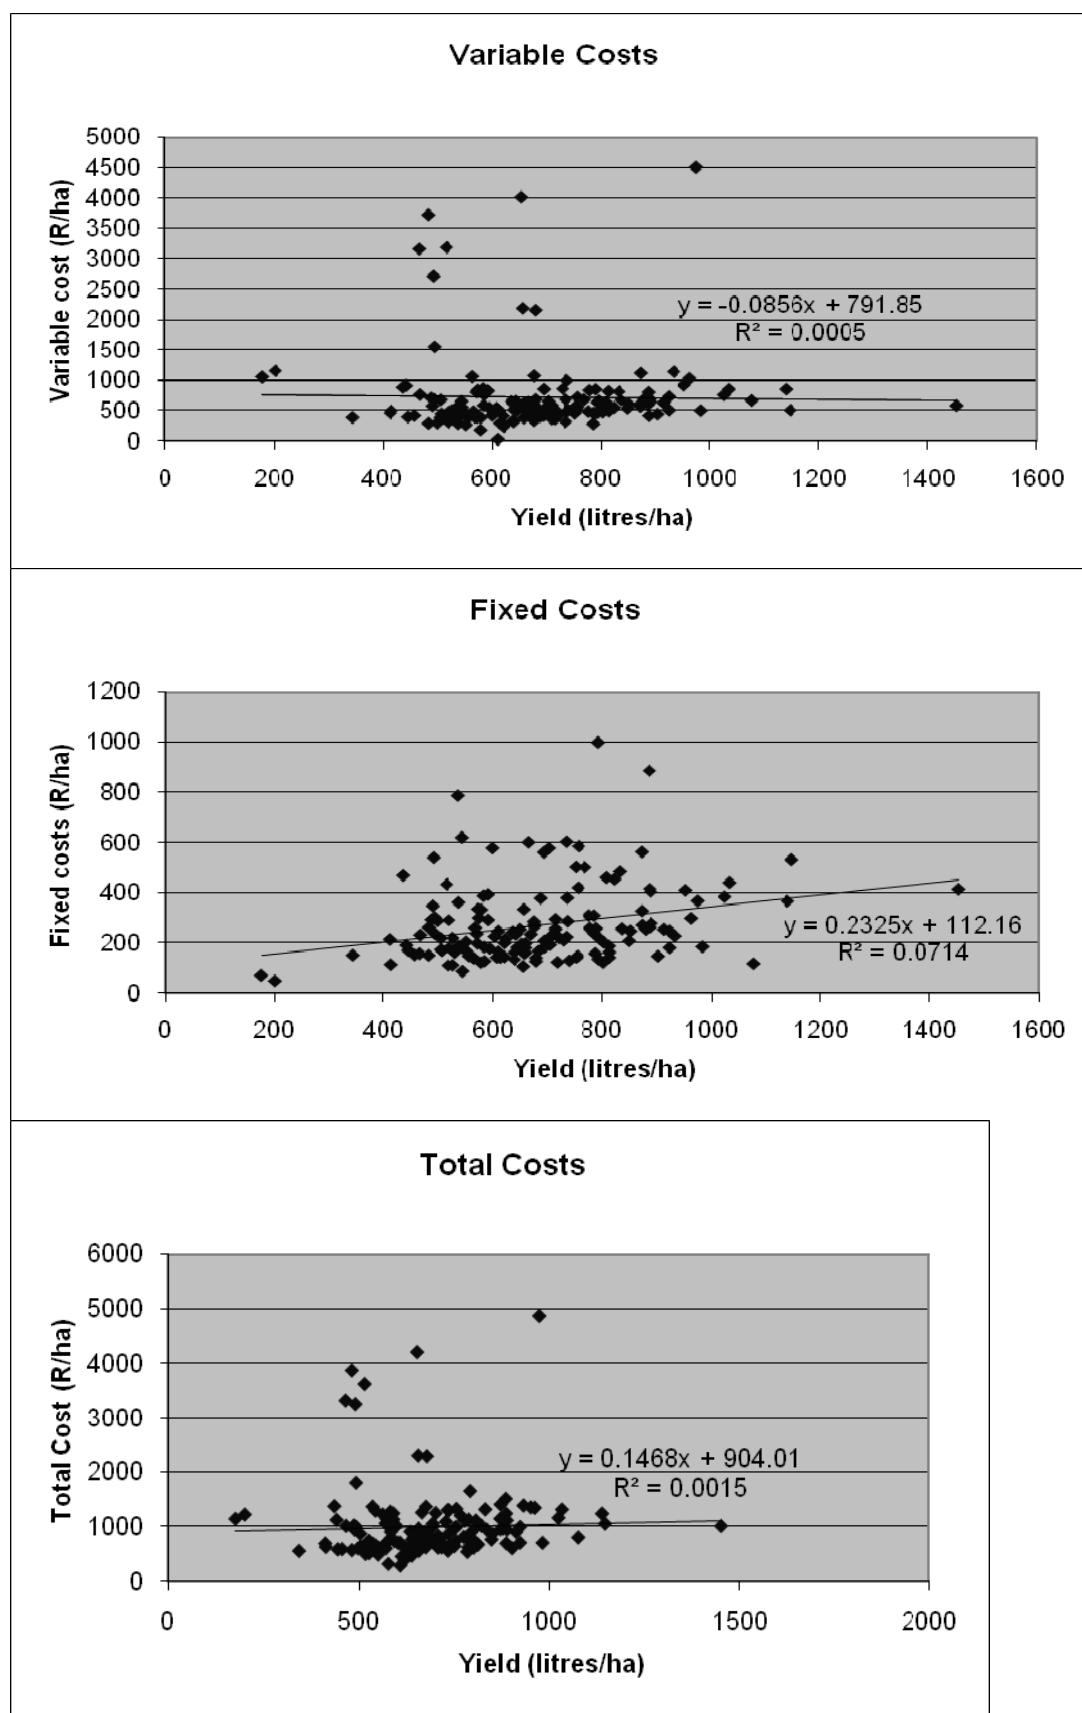 Variable Costs
5000
4500
4000
3500
3000
2500
2000
1500
1000
500
0
Variable cost (R/ha)
y = -0.0856x + 791.85
R² = 0.0005
0 200 400 600 800 1000 1200 1400 1600
Yield (litres/ha)
Fixed Costs
1200
1000
800
600
400
200
0
Fixed costs (R/ha)
y = 0.2325x + 112.16
R² = 0.0714
0 200 400 600 800 1000 1200 1400 1600
Yield (litres/ha)
Total Costs
6000
5000
4000
3000
2000
1000
0
Total Cost (R/ha)
y = 0.1468x + 904.01
R² = 0.0015
0 500 1000 1500 2000
Yield (litres/ha)